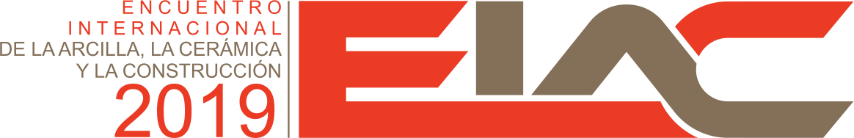 ENCUENTRO
INTERNACIONAL
DE LA ARCILLA, LA CERÁMICA
Y LA CONSTRUCCIÓN
2019
EIAC